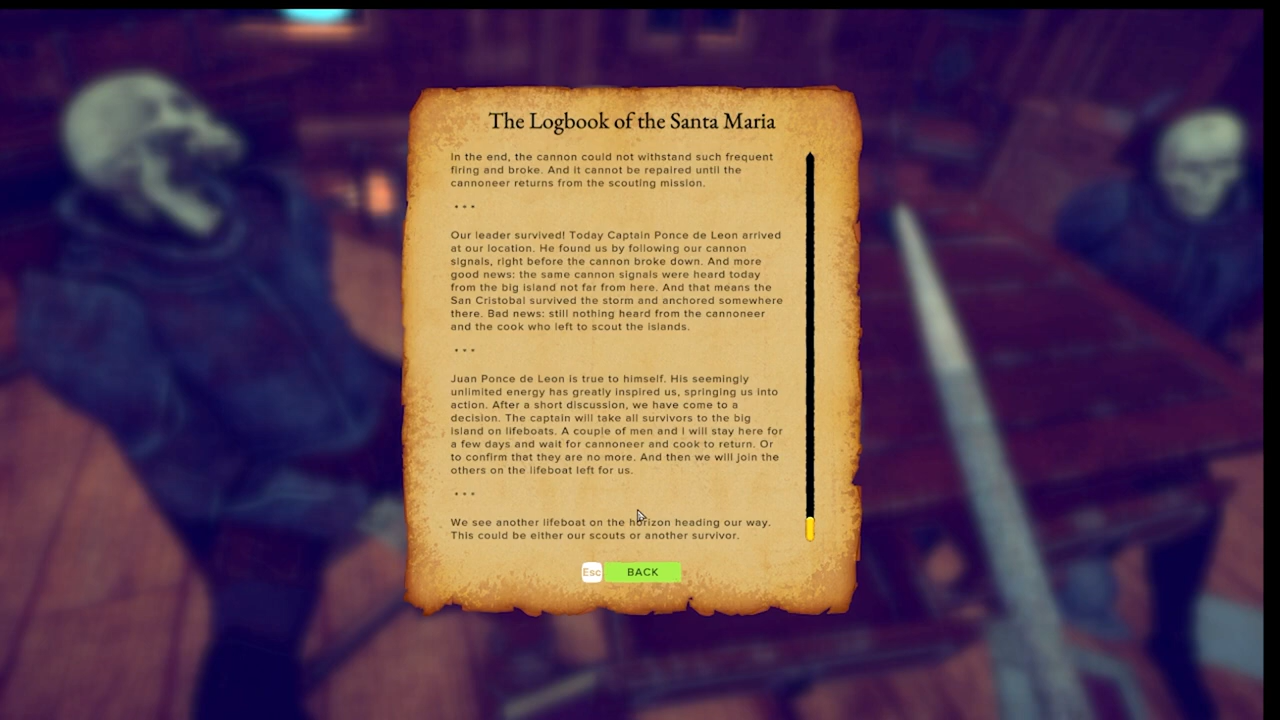 The Logbook of the Santa Maria
In the end, the cannon could not withstand such frequent
firing and broke. And it cannot be repaired until the
cannoneer returns from the scouting mission.
***
Our leader survived! Today Captain Ponce de Leon arrived
at our location. He found us by following our cannon
signals, right before the cannon broke down. And more
good news: the same cannon signals were heard today
from the big island not far from here. And that means the
San Cristobal survived the storm and anchored somewhere
there. Bad news: still nothing heard from the cannoneer
and the cook who left to scout the islands.
***
Juan Ponce de Leon is true to himself. His seemingly
unlimited energy has greatly inspired us, springing us into
action. After a short discussion, we have come to a
decision. The captain will take all survivors to the big
island on lifeboats. A couple of men and I will stay here for
a few days and wait for cannoneer and cook to return. Or
to confirm that they are no more. And then we will join the
others on the lifeboat left for us.
***
We see another lifeboat on the horizon heading our way.
This could be either our scouts or another survivor.
Esc BACK